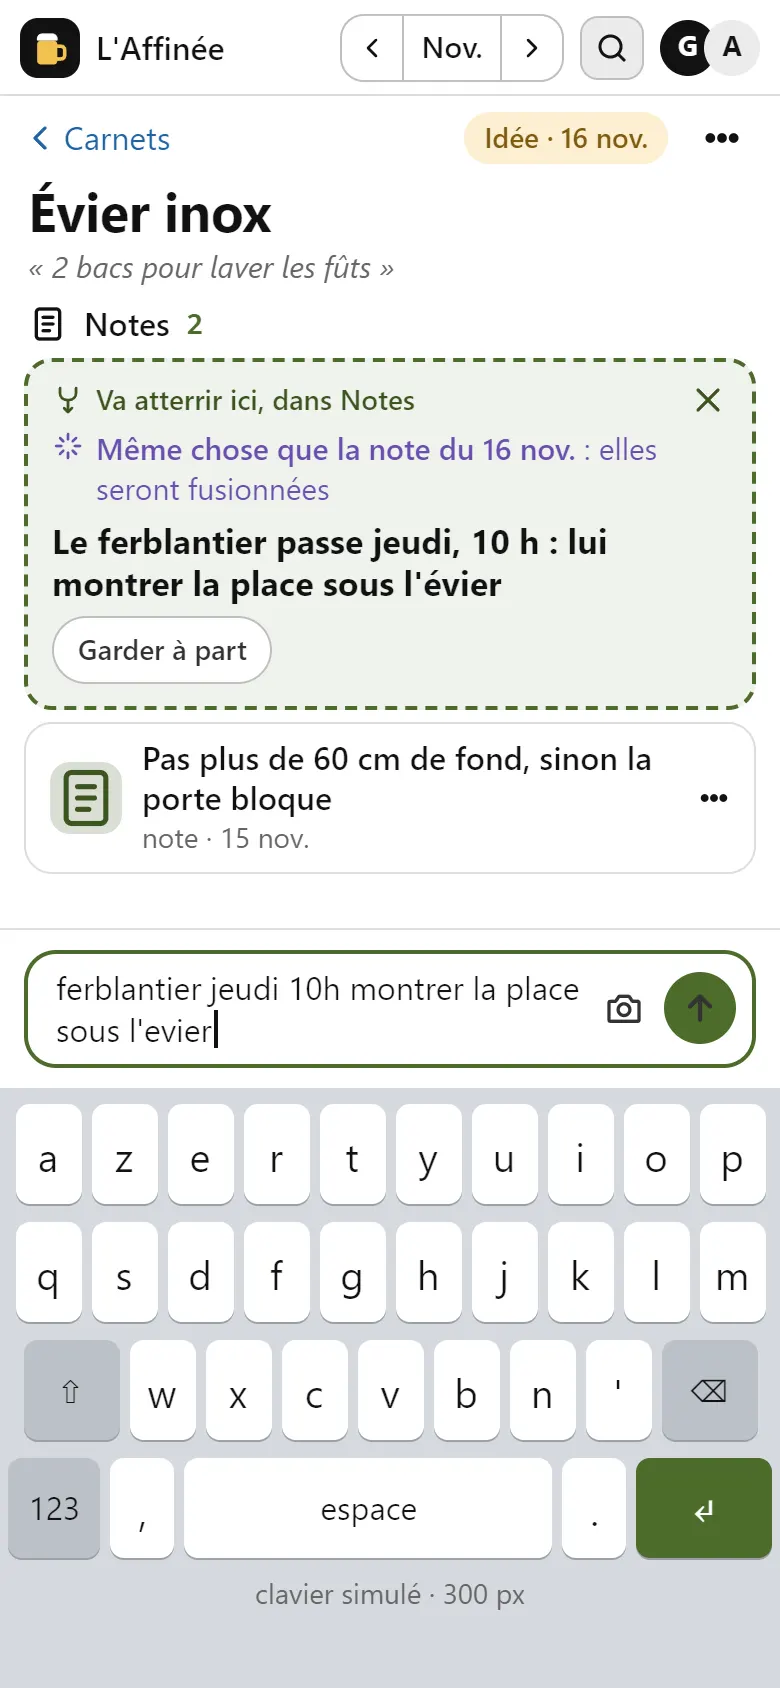 L'Affinée
Nov.
G
A
Carnets
Idée · 16 nov.
Évier inox
« 2 bacs pour laver les fûts »
Notes 2
Va atterrir ici, dans Notes
Même chose que la note du 16 nov. : elles
seront fusionnées
Le ferblantier passe jeudi, 10 h : lui
montrer la place sous l'évier
Garder à part
Pas plus de 60 cm de fond, sinon la
porte bloque
note · 15 nov.
ferblantier jeudi 10h montrer la place
sous l'evier
a z e r t y u i o p
q s d f g h j k l m
w x c v b n '
123 , espace .
clavier simulé · 300 px